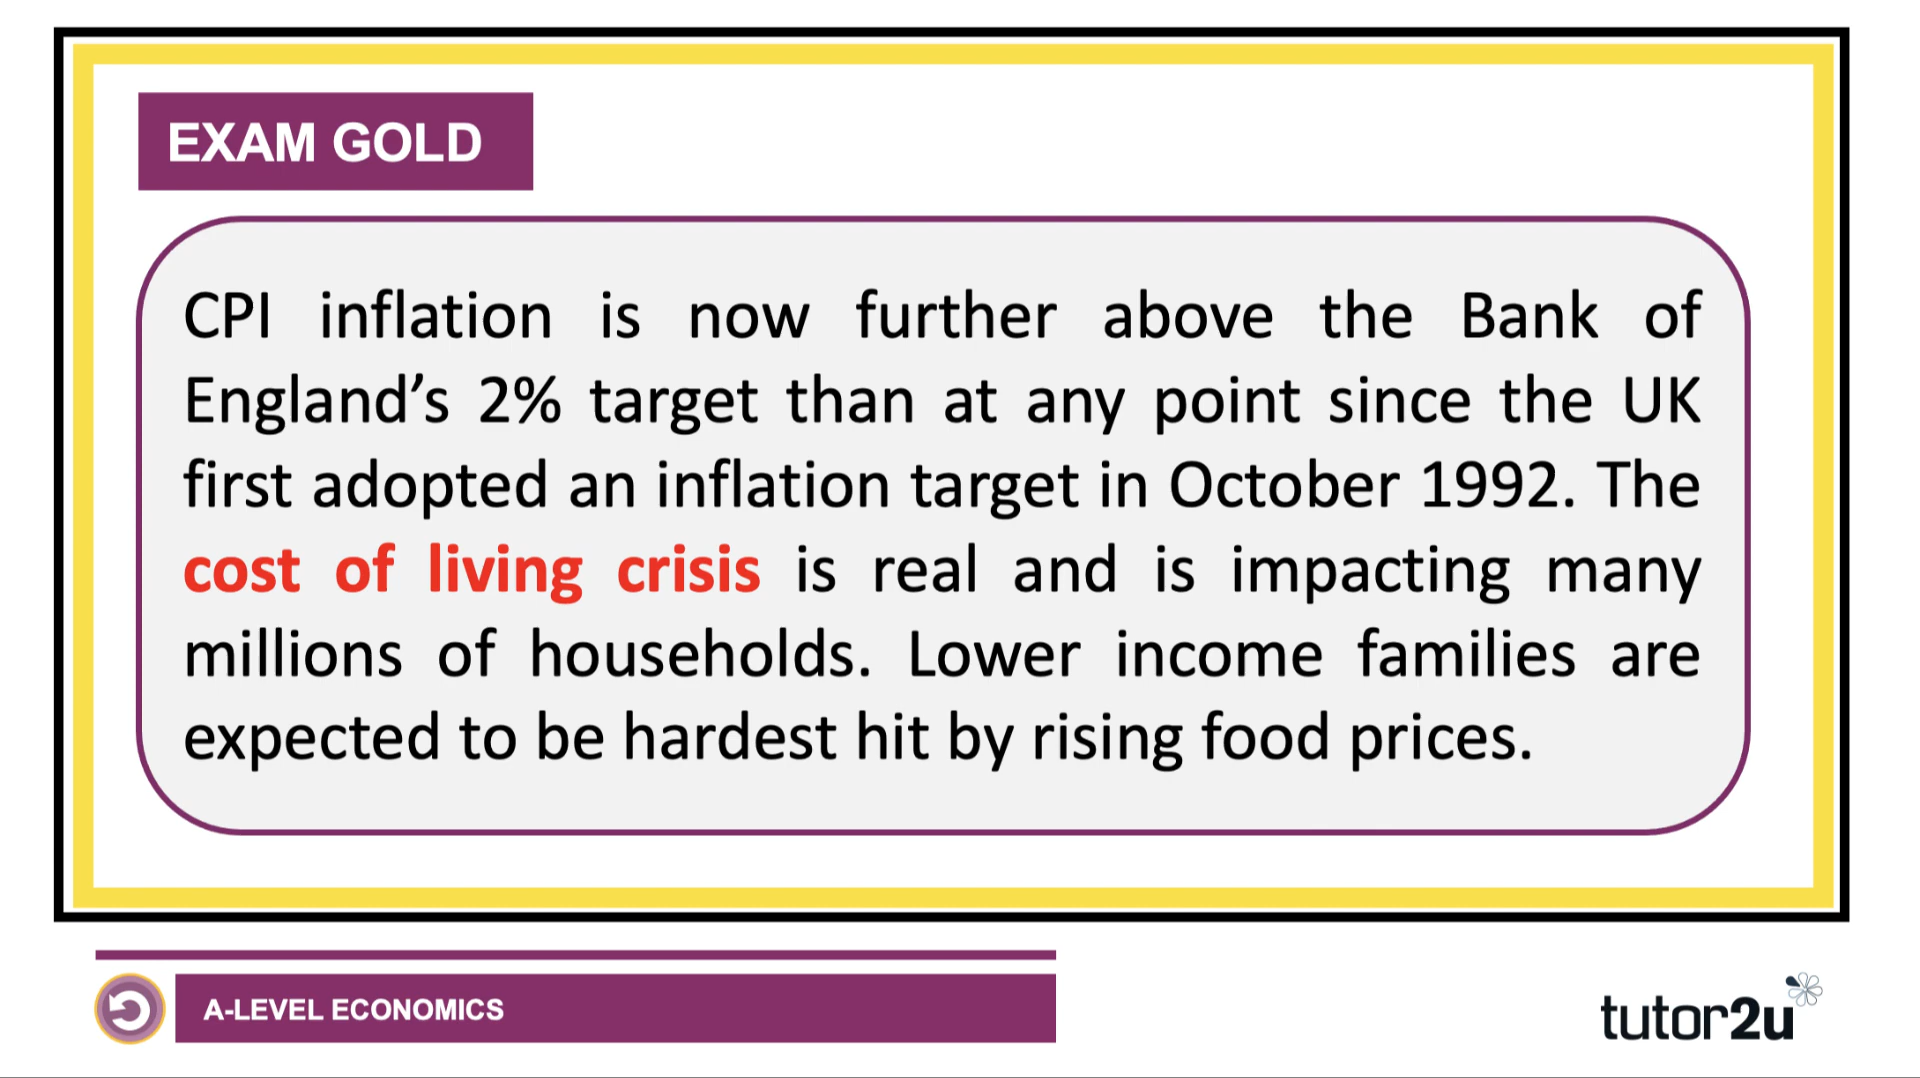 EXAM GOLD
CPI inflation is now further above the Bank of
England’s 2% target than at any point since the UK
first adopted an inflation target in October 1992. The
cost of living crisis is real and is impacting many
millions of households. Lower income families are
expected to be hardest hit by rising food prices.
A-LEVEL ECONOMICS
tutor2u